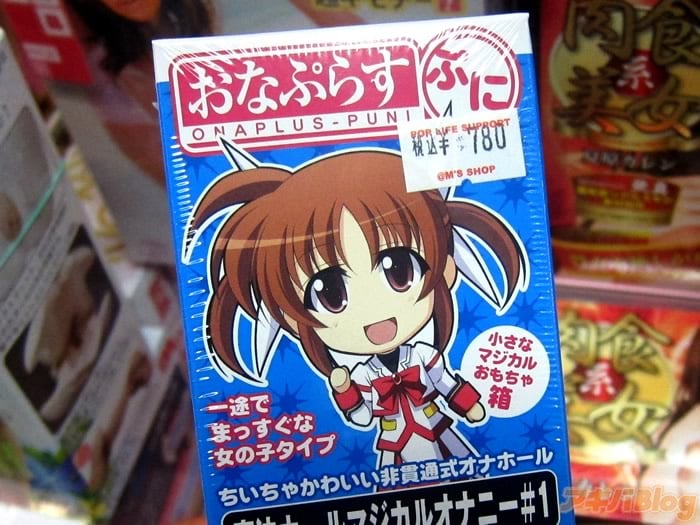 おなぷらす
ONAPLUS-PUNI
ぷに
FOR LIFE SUPPORT
税込¥ 780
@M'S SHOP
小さな
マジカル
おもちゃ
箱
一途で
まっすぐな
女の子タイプ
ちいちゃかわいい非貫通式オナホール
マジカルオナニー#1
肉食
系
美女
肉食
系
女
アキバBlog